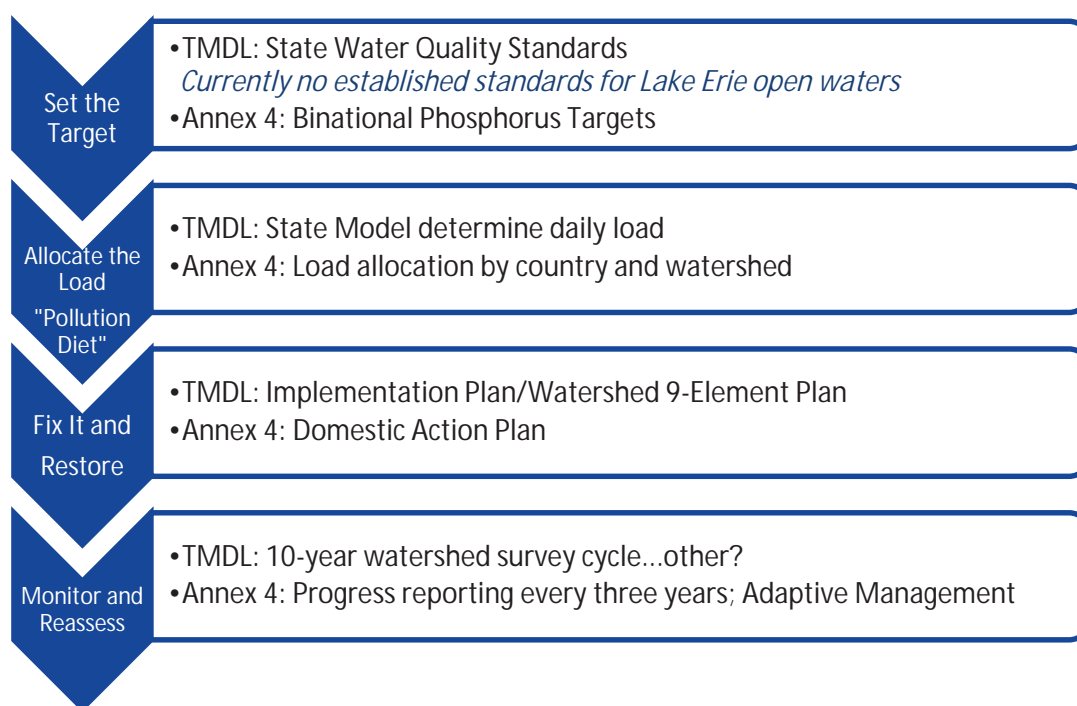 Set the
Target
•TMDL: State Water Quality Standards
Currently no established standards for Lake Erie open waters
•Annex 4: Binational Phosphorus Targets
Allocate the
Load
"Pollution
Diet"
•TMDL: State Model determine daily load
•Annex 4: Load allocation by country and watershed
Fix It and
Restore
•TMDL: Implementation Plan/Watershed 9-Element Plan
•Annex 4: Domestic Action Plan
Monitor and
Reassess
•TMDL: 10-year watershed survey cycle…other?
•Annex 4: Progress reporting every three years; Adaptive Management